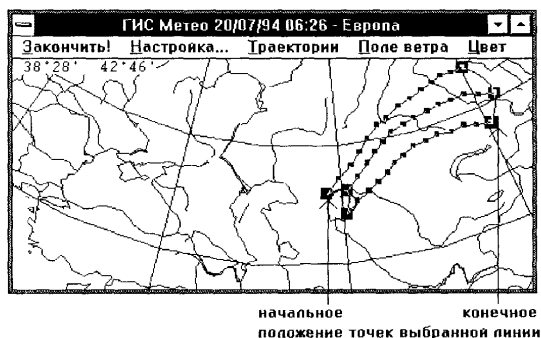 ГИС Метео 20/07/94 06:26 - Европа
Закончить! Настройка... Траектории Поле ветра Цвет
38°28' 42°46'
начальное конечное
положение точек выбранной линии